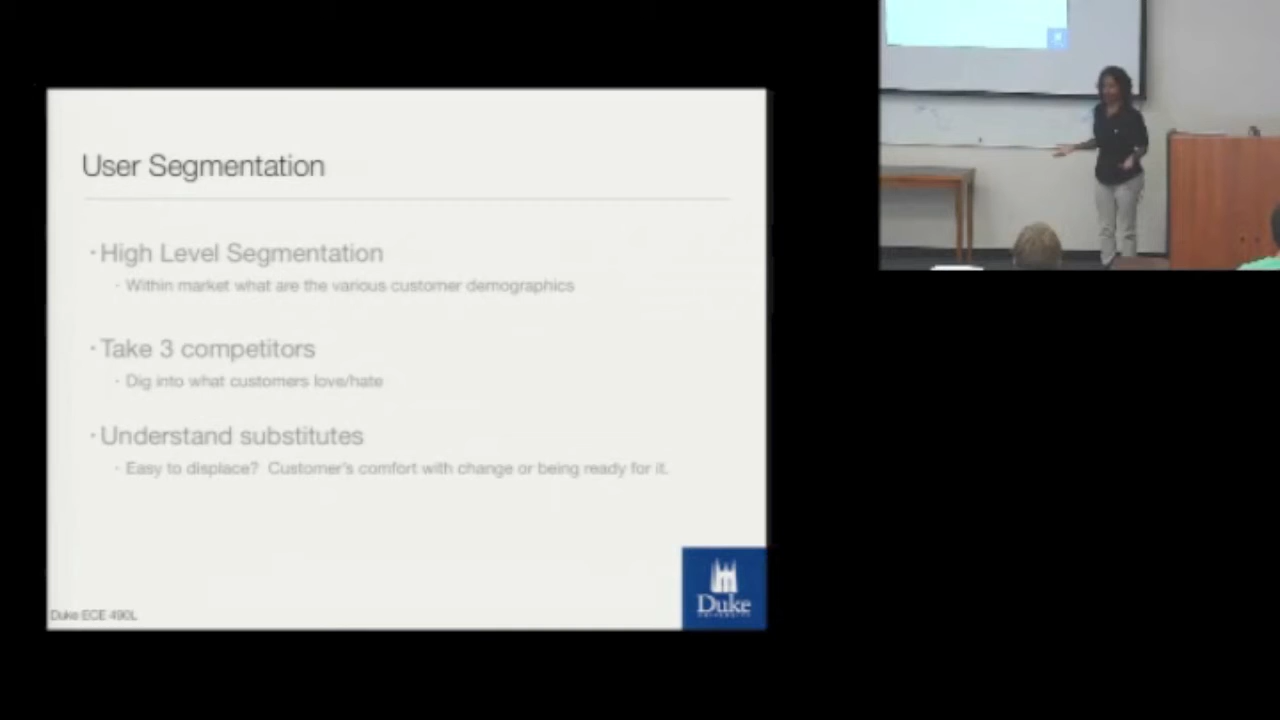 User Segmentation
· High Level Segmentation
· Within market what are the various customer demographics
· Take 3 competitors
· Dig into what customers love/hate
· Understand substitutes
· Easy to displace? Customer's comfort with change or being ready for it.
Duke
UNIVERSITY
Duke ECE 490L